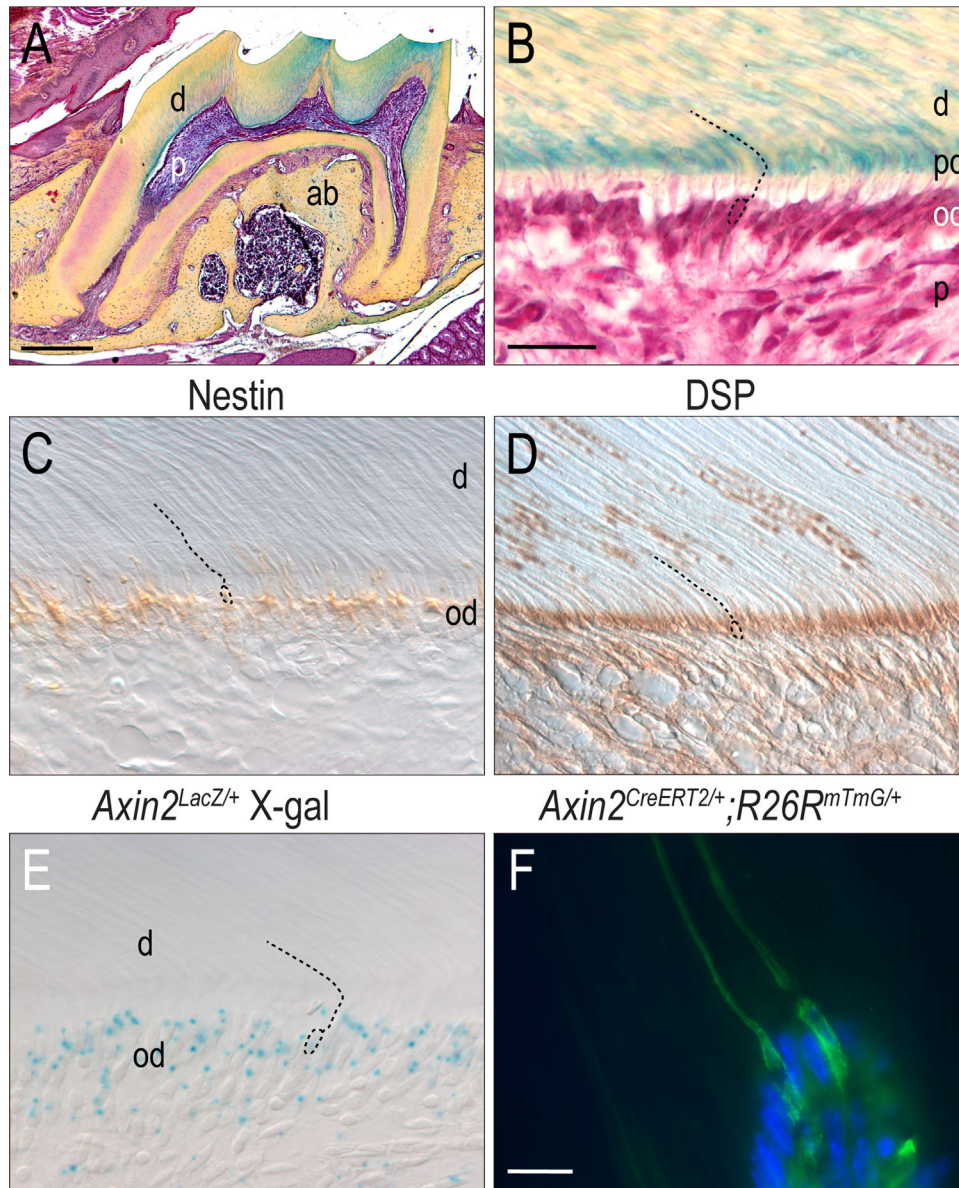 A
d
p
ab
B
d
pd
od
p
Nestin
DSP
C
d
od
D
Axin2LacZ/+ X-gal
Axin2CreERT2/+;R26RmTmG/+
E
d
od
F